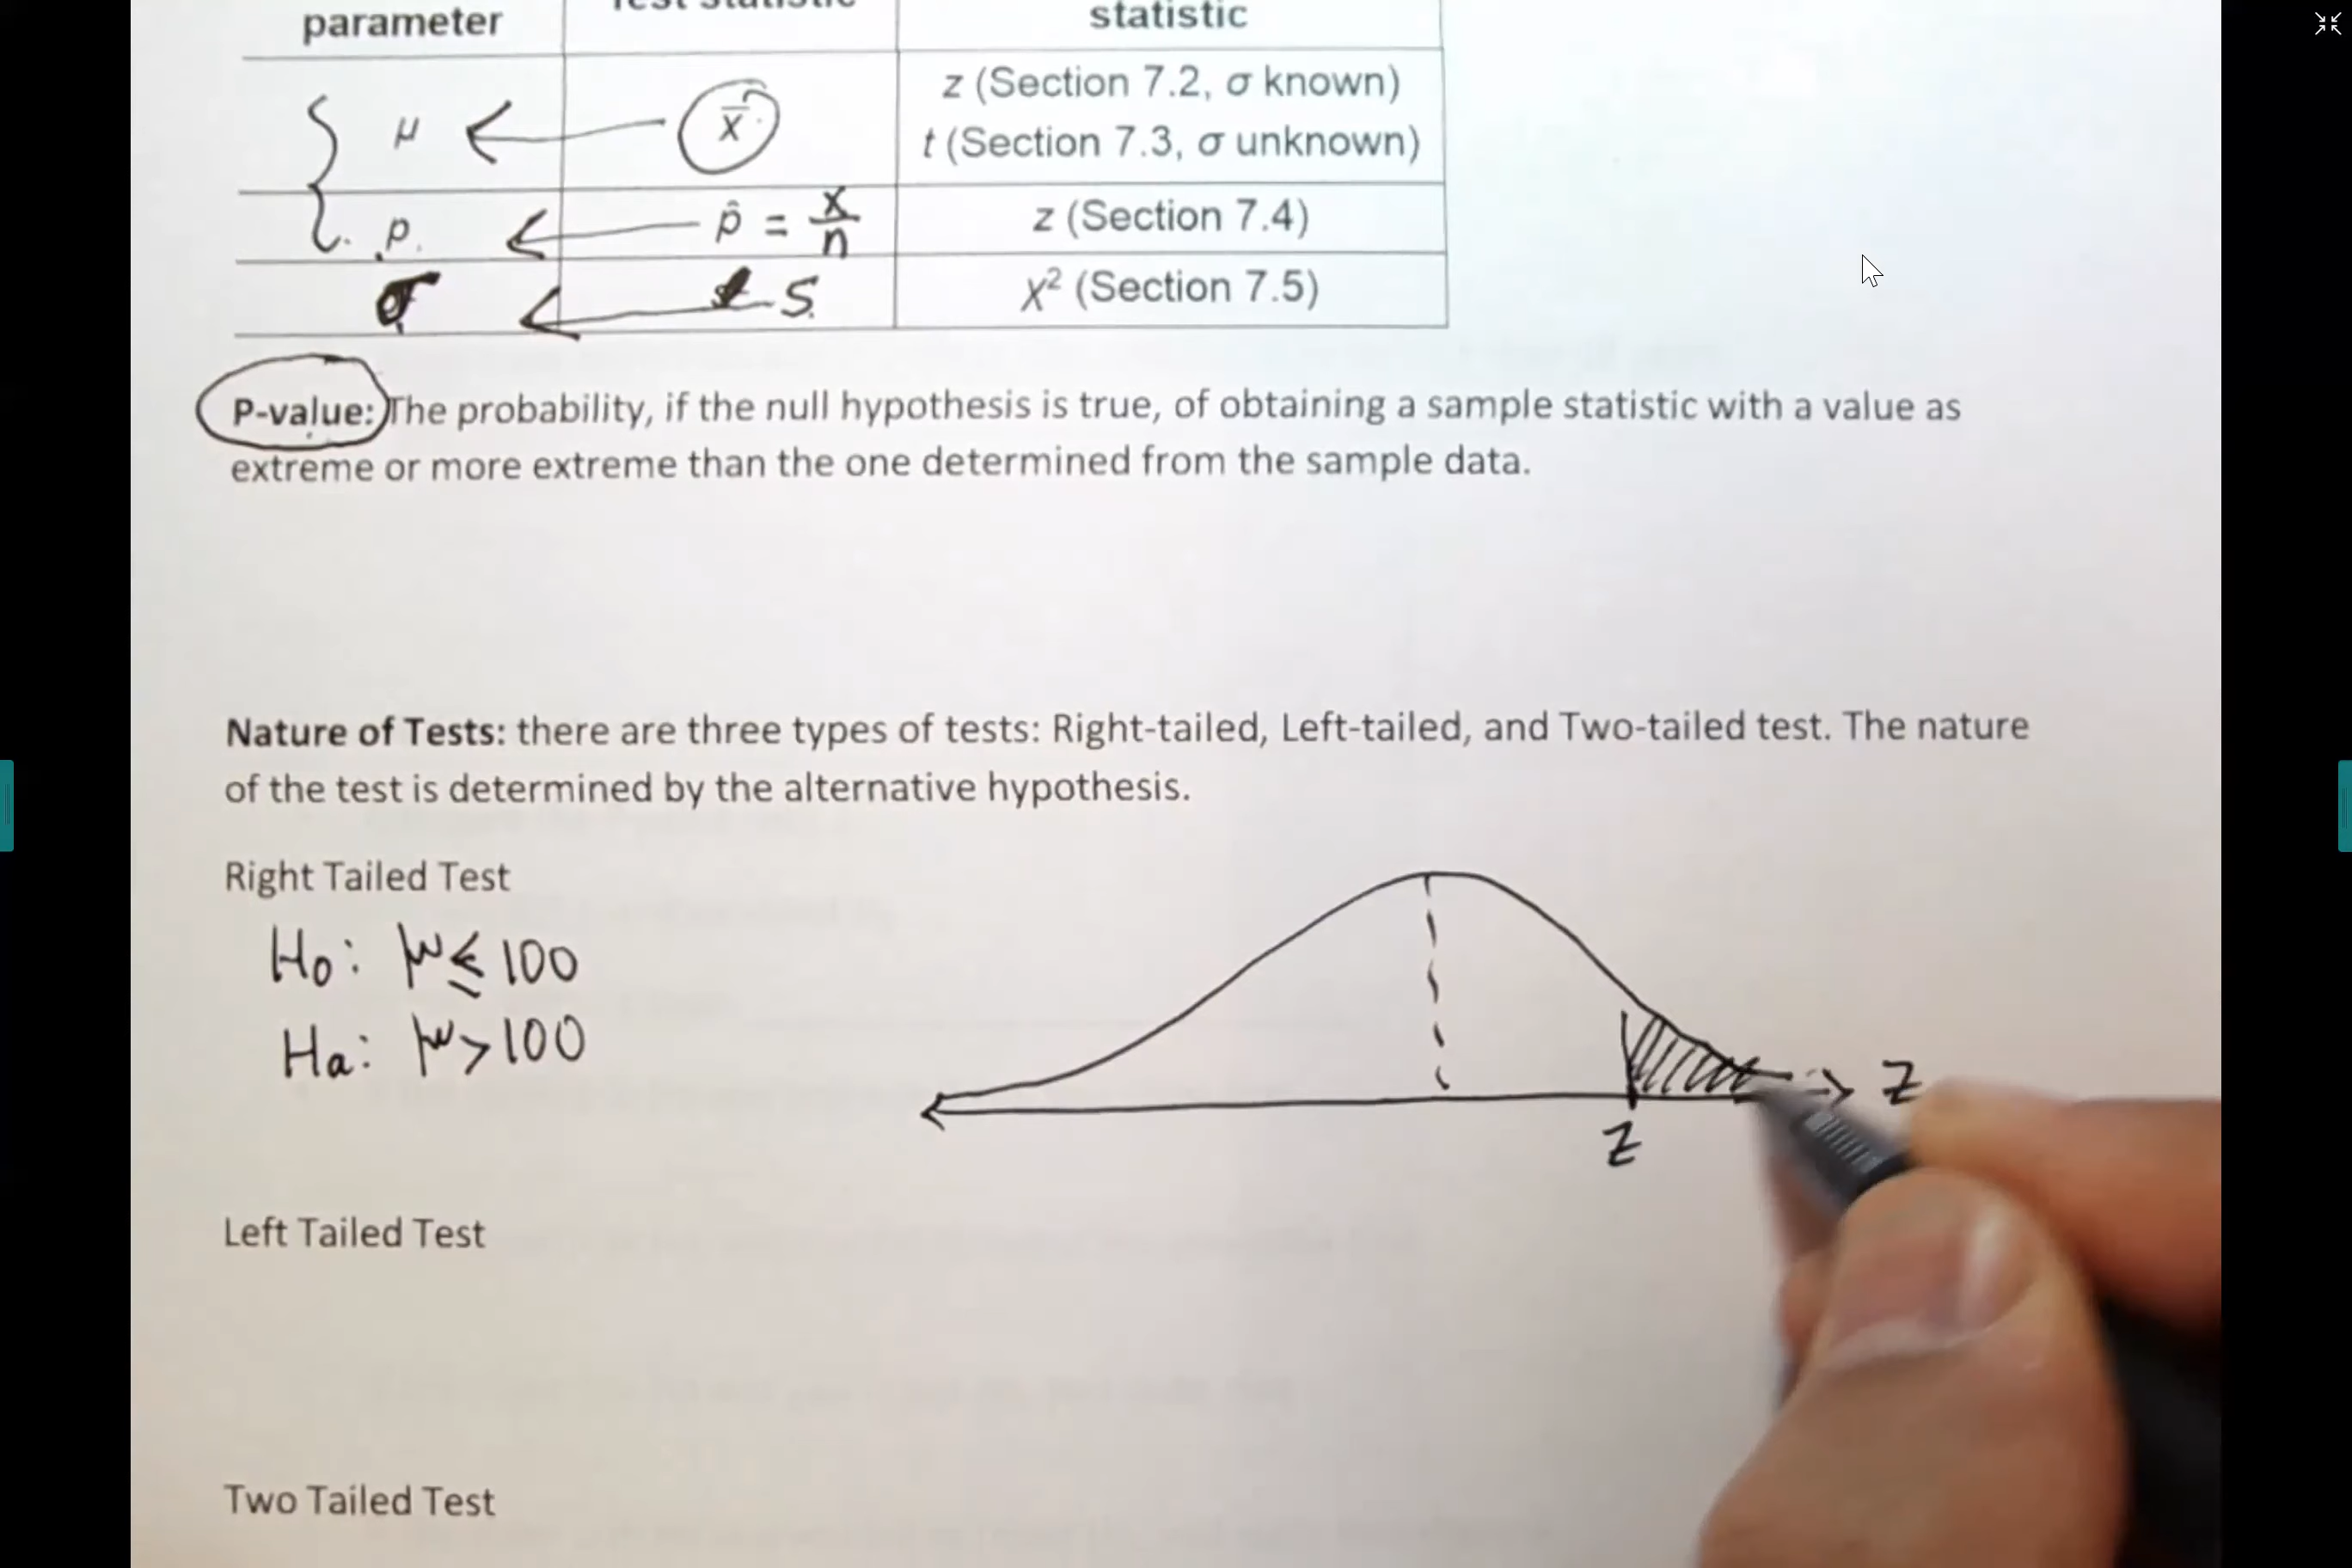 parameter
Test statistic
statistic
μ ← x̄
z (Section 7.2, σ known)
t (Section 7.3, σ unknown)
p. ← p̂ = x/n
z (Section 7.4)
σ ← s.
χ² (Section 7.5)
P-value: The probability, if the null hypothesis is true, of obtaining a sample statistic with a value as
extreme or more extreme than the one determined from the sample data.
Nature of Tests: there are three types of tests: Right-tailed, Left-tailed, and Two-tailed test. The nature
of the test is determined by the alternative hypothesis.
Right Tailed Test
H₀: μ ≤ 100
Hₐ: μ > 100
z
z
Left Tailed Test
Two Tailed Test